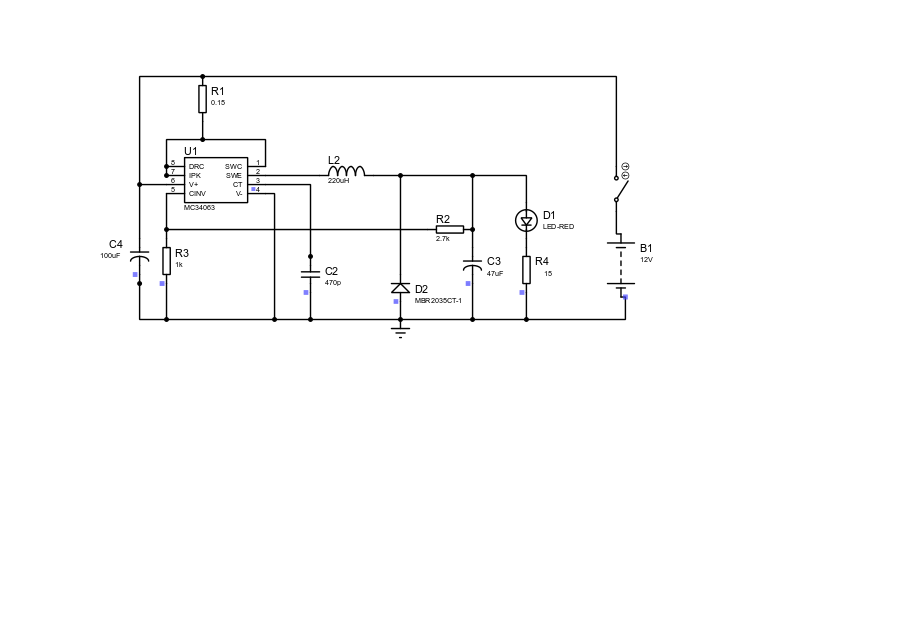 R1
0.15
U1
8 DRC SWC 1
7 IPK SWE 2
6 V+ CT 3
5 CINV V- 4
MC34063
L2
220uH
R2
2.7k
D1
LED-RED
B1
12V
C4
100uF
R3
1k
C2
470p
D2
MBR2035CT-1
C3
47uF
R4
15